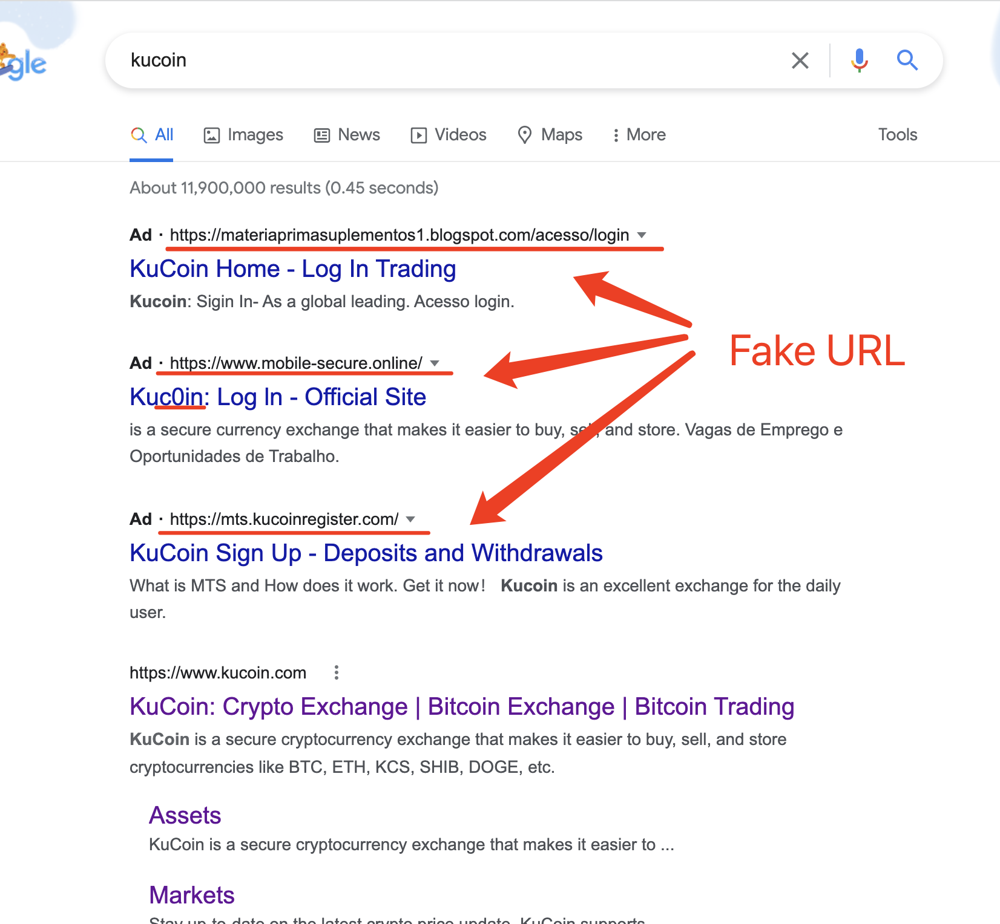 gle
kucoin
All Images News Videos Maps More Tools
About 11,900,000 results (0.45 seconds)
Ad · https://materiaprimasuplementos1.blogspot.com/acesso/login
KuCoin Home - Log In Trading
Kucoin: Sigin In- As a global leading. Acesso login.
Fake URL
Ad · https://www.mobile-secure.online/
Kuc0in: Log In - Official Site
is a secure currency exchange that makes it easier to buy, sell, and store. Vagas de Emprego e
Oportunidades de Trabalho.
Ad · https://mts.kucoinregister.com/
KuCoin Sign Up - Deposits and Withdrawals
What is MTS and How does it work. Get it now! Kucoin is an excellent exchange for the daily
user.
https://www.kucoin.com
KuCoin: Crypto Exchange | Bitcoin Exchange | Bitcoin Trading
KuCoin is a secure cryptocurrency exchange that makes it easier to buy, sell, and store
cryptocurrencies like BTC, ETH, KCS, SHIB, DOGE, etc.
Assets
KuCoin is a secure cryptocurrency exchange that makes it easier to ...
Markets
Stay up to date on the latest crypto price update. KuCoin supports